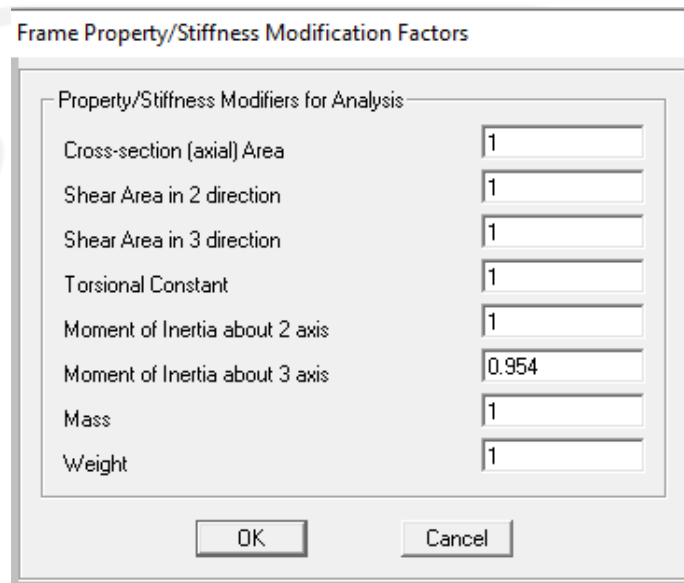 Frame Property/Stiffness Modification Factors
Property/Stiffness Modifiers for Analysis
Cross-section (axial) Area 1
Shear Area in 2 direction 1
Shear Area in 3 direction 1
Torsional Constant 1
Moment of Inertia about 2 axis 1
Moment of Inertia about 3 axis 0.954
Mass 1
Weight 1
OK Cancel